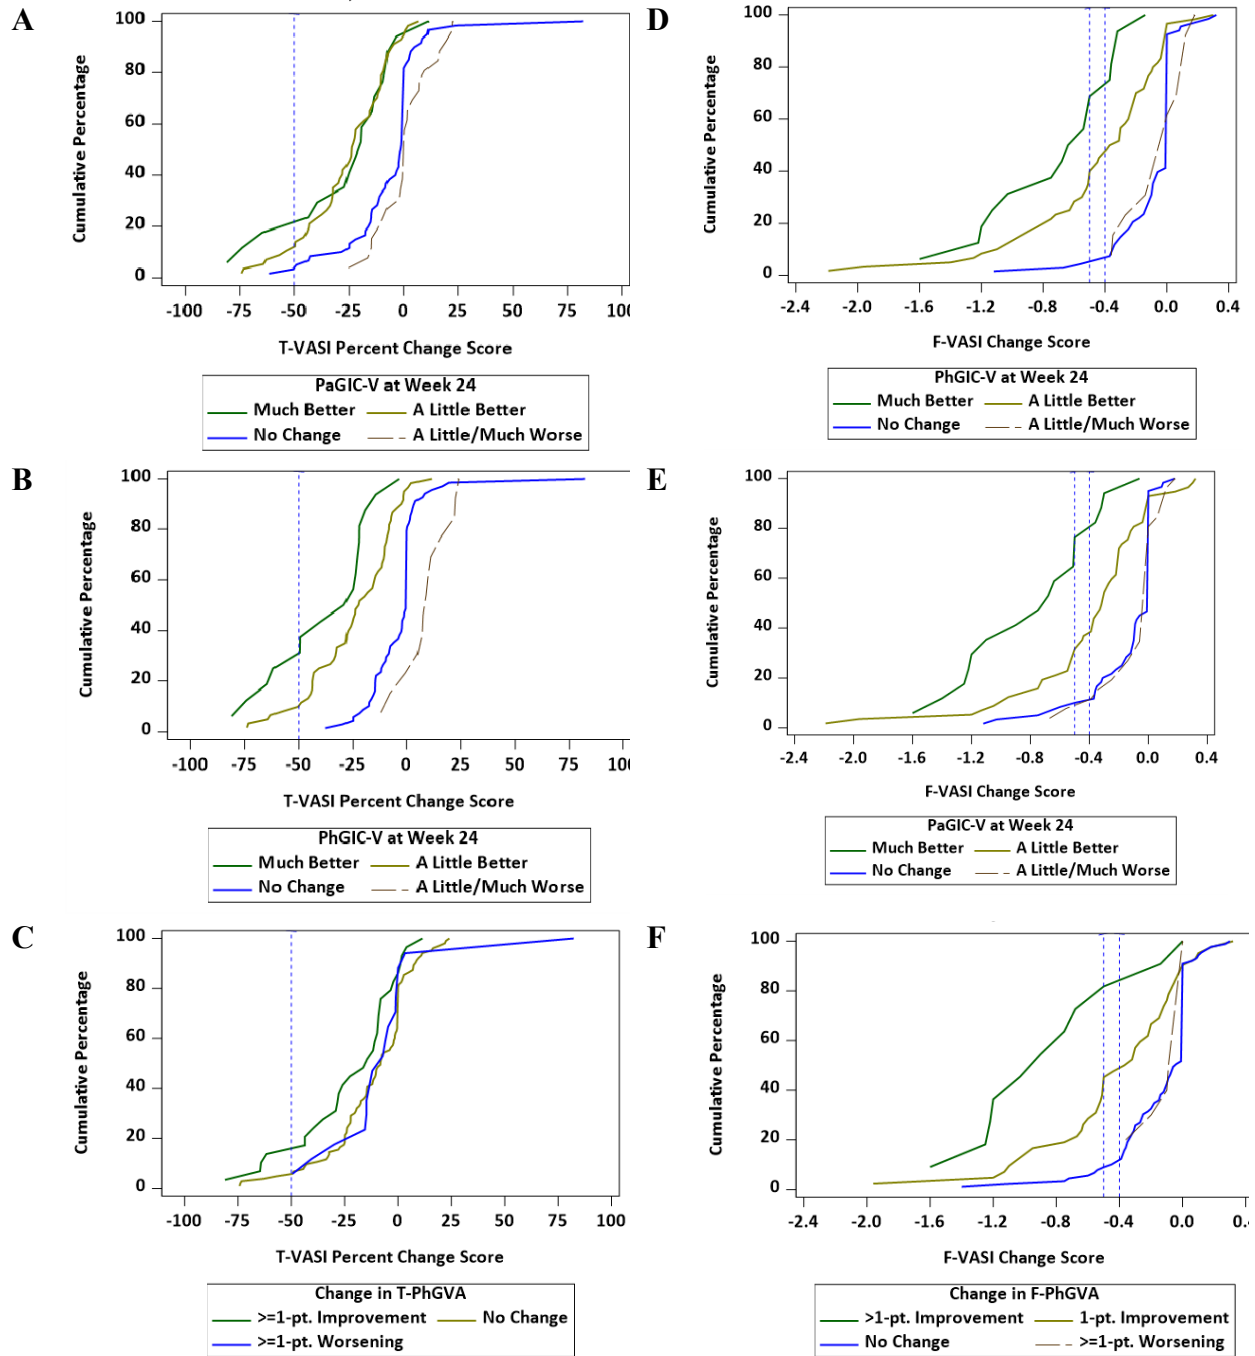 A
100
80
60
40
20
0
Cumulative Percentage
-100 -75 -50 -25 0 25 50 75 100
T-VASI Percent Change Score
PaGIC-V at Week 24
Much Better A Little Better
No Change A Little/Much Worse
D
100
80
60
40
20
0
Cumulative Percentage
-2.4 -2.0 -1.6 -1.2 -0.8 -0.4 0.0 0.4
F-VASI Change Score
PhGIC-V at Week 24
Much Better A Little Better
No Change A Little/Much Worse
B
100
80
60
40
20
0
Cumulative Percentage
-100 -75 -50 -25 0 25 50 75
T-VASI Percent Change Score
PhGIC-V at Week 24
Much Better A Little Better
No Change A Little/Much Worse
E
100
80
60
40
20
0
Cumulative Percentage
-2.4 -2.0 -1.6 -1.2 -0.8 -0.4 0.0 0.4
F-VASI Change Score
PaGIC-V at Week 24
Much Better A Little Better
No Change A Little/Much Worse
C
100
80
60
40
20
0
Cumulative Percentage
-100 -75 -50 -25 0 25 50 75 100
T-VASI Percent Change Score
Change in T-PhGVA
>=1-pt. Improvement No Change
>=1-pt. Worsening
F
100
80
60
40
20
0
Cumulative Percentage
-2.4 -2.0 -1.6 -1.2 -0.8 -0.4 0.0 0.4
F-VASI Change Score
Change in F-PhGVA
>1-pt. Improvement 1-pt. Improvement
No Change >=1-pt. Worsening